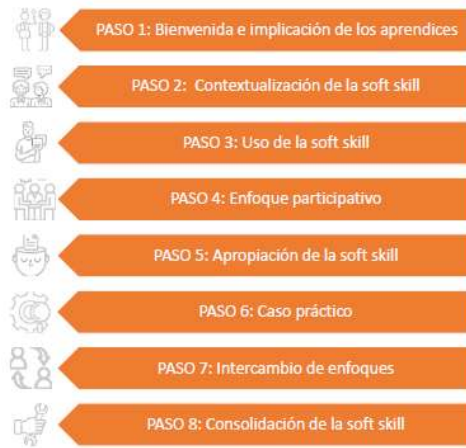 PASO 1: Bienvenida e implicación de los aprendices
PASO 2: Contextualización de la soft skill
PASO 3: Uso de la soft skill
PASO 4: Enfoque participativo
PASO 5: Apropiación de la soft skill
PASO 6: Caso práctico
PASO 7: Intercambio de enfoques
PASO 8: Consolidación de la soft skill